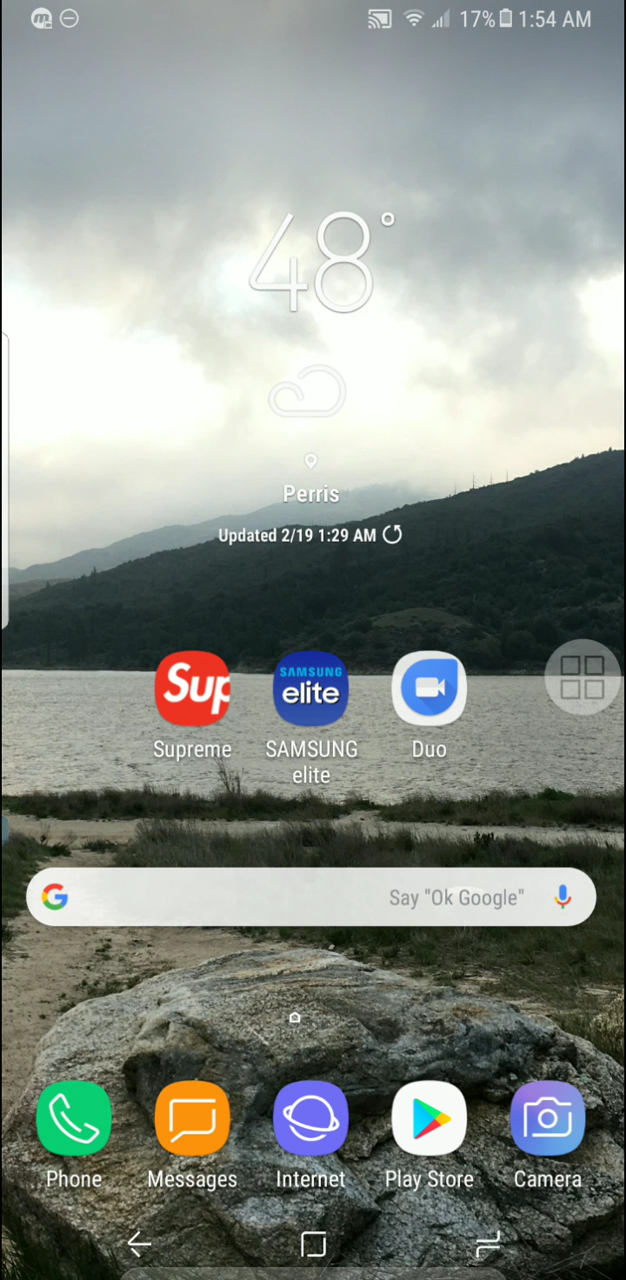 17% 1:54 AM
48°
Perris
Updated 2/19 1:29 AM
Sup
SAMSUNG
elite
Supreme
SAMSUNG
elite
Duo
G
Say "Ok Google"
Phone
Messages
Internet
Play Store
Camera